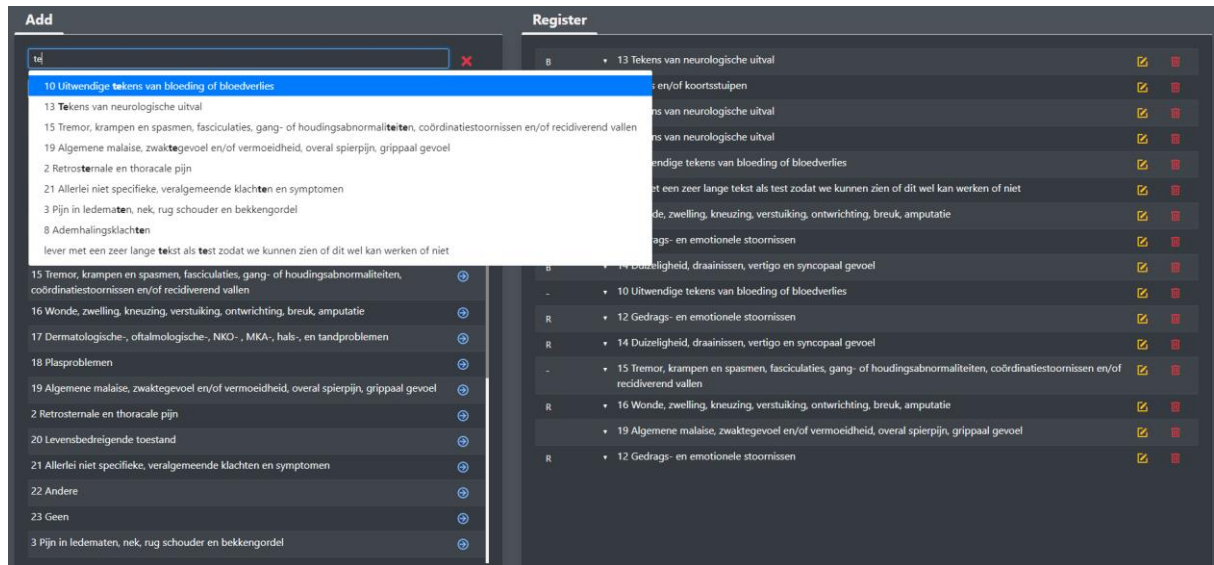 Add
te
10 Uitwendige tekens van bloeding of bloedverlies
13 Tekens van neurologische uitval
15 Tremor, krampen en spasmen, fasciculaties, gang- of houdingsabnormaliteiten, coördinatiestoornissen en/of recidiverend vallen
19 Algemene malaise, zwaktegevoel en/of vermoeidheid, overal spierpijn, grippaal gevoel
2 Retrosternale en thoracale pijn
21 Allerlei niet specifieke, veralgemeende klachten en symptomen
3 Pijn in ledematen, nek, rug schouder en bekkengordel
8 Ademhalingsklachten
lever met een zeer lange tekst als test zodat we kunnen zien of dit wel kan werken of niet
15 Tremor, krampen en spasmen, fasciculaties, gang- of houdingsabnormaliteiten,
coördinatiestoornissen en/of recidiverend vallen
16 Wonde, zwelling, kneuzing, verstuiking, ontwrichting, breuk, amputatie
17 Dermatologische-, oftalmologische-, NKO- , MKA-, hals-, en tandproblemen
18 Plasproblemen
19 Algemene malaise, zwaktegevoel en/of vermoeidheid, overal spierpijn, grippaal gevoel
2 Retrosternale en thoracale pijn
20 Levensbedreigende toestand
21 Allerlei niet specifieke, veralgemeende klachten en symptomen
22 Andere
23 Geen
3 Pijn in ledematen, nek, rug schouder en bekkengordel
Register
B 13 Tekens van neurologische uitval
en/of koortsstuipen
van neurologische uitval
van neurologische uitval
tekens van bloeding of bloedverlies
een zeer lange tekst als test zodat we kunnen zien of dit wel kan werken of niet
zwelling, kneuzing, verstuiking, ontwrichting, breuk, amputatie
en emotionele stoornissen
B 14 Duizeligheid, draainissen, vertigo en syncopaal gevoel
- 10 Uitwendige tekens van bloeding of bloedverlies
R 12 Gedrags- en emotionele stoornissen
R 14 Duizeligheid, draainissen, vertigo en syncopaal gevoel
- 15 Tremor, krampen en spasmen, fasciculaties, gang- of houdingsabnormaliteiten, coördinatiestoornissen en/of
recidiverend vallen
R 16 Wonde, zwelling, kneuzing, verstuiking, ontwrichting, breuk, amputatie
19 Algemene malaise, zwaktegevoel en/of vermoeidheid, overal spierpijn, grippaal gevoel
R 12 Gedrags- en emotionele stoornissen